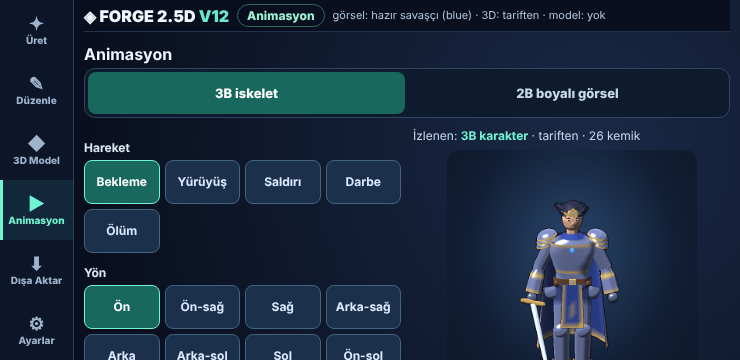 FORGE 2.5D V12 Animasyon görsel: hazır savaşçı (blue) · 3D: tariften · model: yok
Üret
Düzenle
3D Model
Animasyon
Dışa Aktar
Ayarlar
Animasyon
3B iskelet 2B boyalı görsel
İzlenen: 3B karakter · tariften · 26 kemik
Hareket
Bekleme Yürüyüş Saldırı Darbe
Ölüm
Yön
Ön Ön-sağ Sağ Arka-sağ
Arka Arka-sol Sol Ön-sol